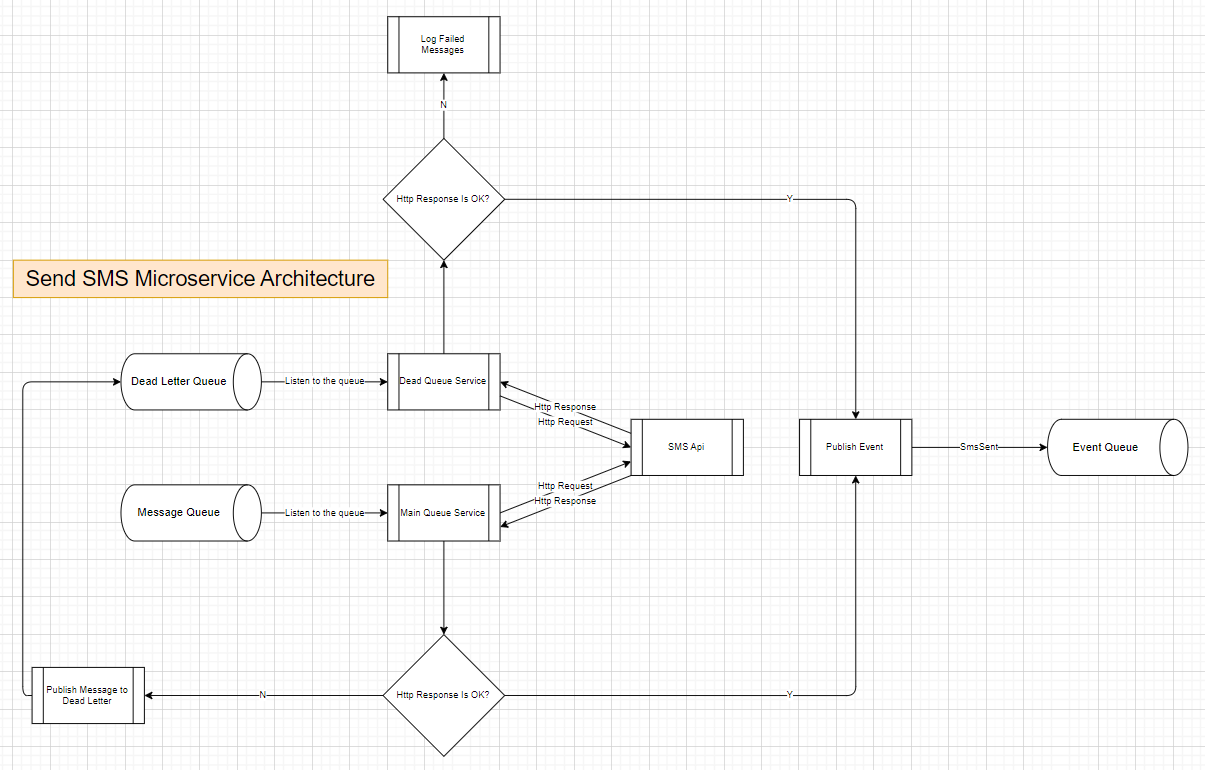 Log Failed
Messages
N
Http Response Is OK?
Y
Send SMS Microservice Architecture
Dead Letter Queue
Listen to the queue
Dead Queue Service
Http Response
Http Request
SMS Api
Publish Event
SmsSent
Event Queue
Message Queue
Listen to the queue
Main Queue Service
Http Request
Http Response
Publish Message to
Dead Letter
N
Http Response Is OK?
Y